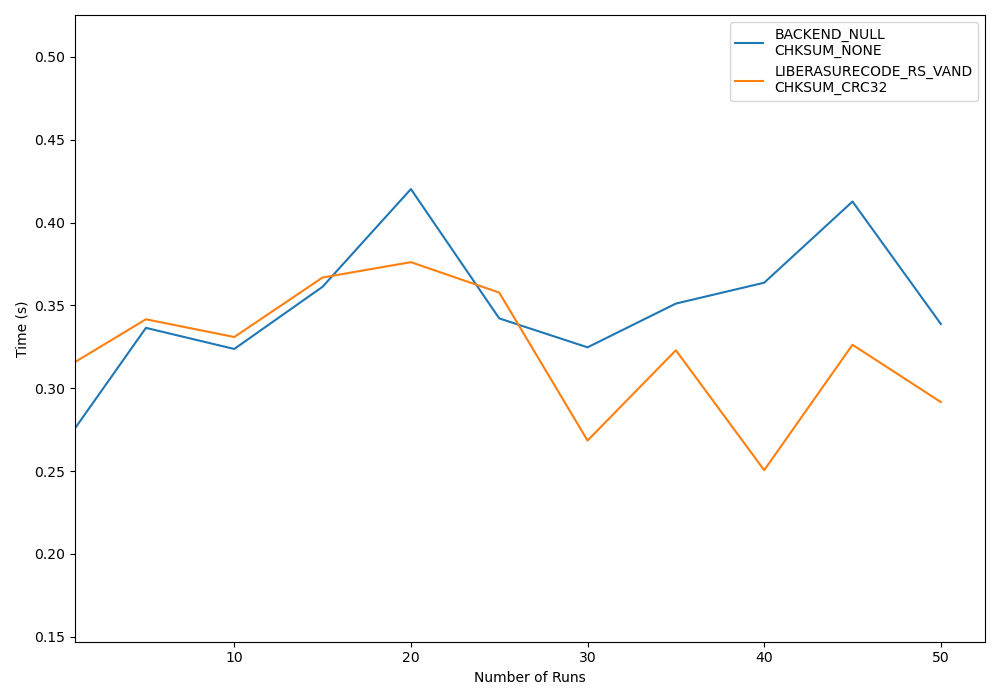 BACKEND_NULL
CHKSUM_NONE
LIBERASURECODE_RS_VAND
CHKSUM_CRC32
0.50
0.45
0.40
0.35
0.30
0.25
0.20
0.15
Time (s)
10 20 30 40 50
Number of Runs